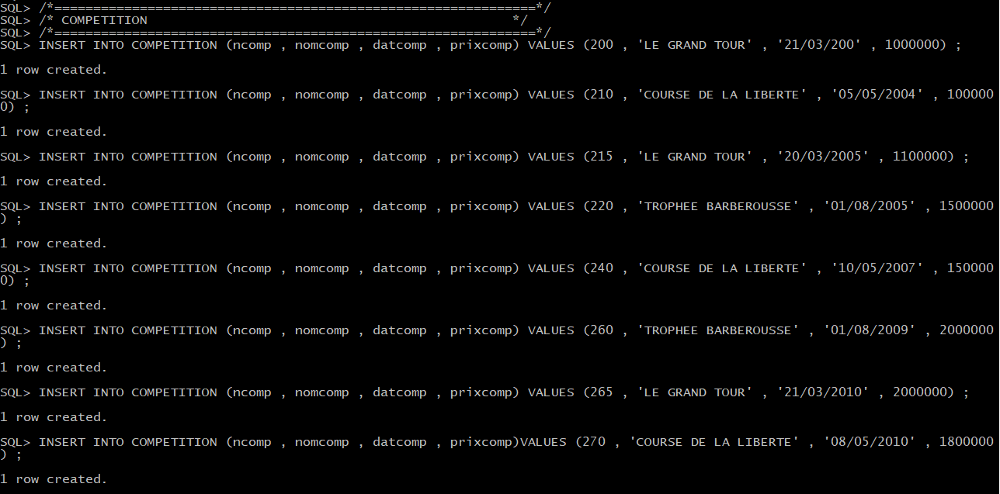 SQL> /*==============================================================*/
SQL> /* COMPETITION                                               */
SQL> /*==============================================================*/
SQL> INSERT INTO COMPETITION (ncomp , nomcomp , datcomp , prixcomp) VALUES (200 , 'LE GRAND TOUR' , '21/03/200' , 1000000) ;
1 row created.
SQL> INSERT INTO COMPETITION (ncomp , nomcomp , datcomp , prixcomp) VALUES (210 , 'COURSE DE LA LIBERTE' , '05/05/2004' , 100000
0) ;
1 row created.
SQL> INSERT INTO COMPETITION (ncomp , nomcomp , datcomp , prixcomp) VALUES (215 , 'LE GRAND TOUR' , '20/03/2005' , 1100000) ;
1 row created.
SQL> INSERT INTO COMPETITION (ncomp , nomcomp , datcomp , prixcomp) VALUES (220 , 'TROPHEE BARBEROUSSE' , '01/08/2005' , 1500000
) ;
1 row created.
SQL> INSERT INTO COMPETITION (ncomp , nomcomp , datcomp , prixcomp) VALUES (240 , 'COURSE DE LA LIBERTE' , '10/05/2007' , 150000
0) ;
1 row created.
SQL> INSERT INTO COMPETITION (ncomp , nomcomp , datcomp , prixcomp) VALUES (260 , 'TROPHEE BARBEROUSSE' , '01/08/2009' , 2000000
) ;
1 row created.
SQL> INSERT INTO COMPETITION (ncomp , nomcomp , datcomp , prixcomp) VALUES (265 , 'LE GRAND TOUR' , '21/03/2010' , 2000000) ;
1 row created.
SQL> INSERT INTO COMPETITION (ncomp , nomcomp , datcomp , prixcomp)VALUES (270 , 'COURSE DE LA LIBERTE' , '08/05/2010' , 1800000
) ;
1 row created.